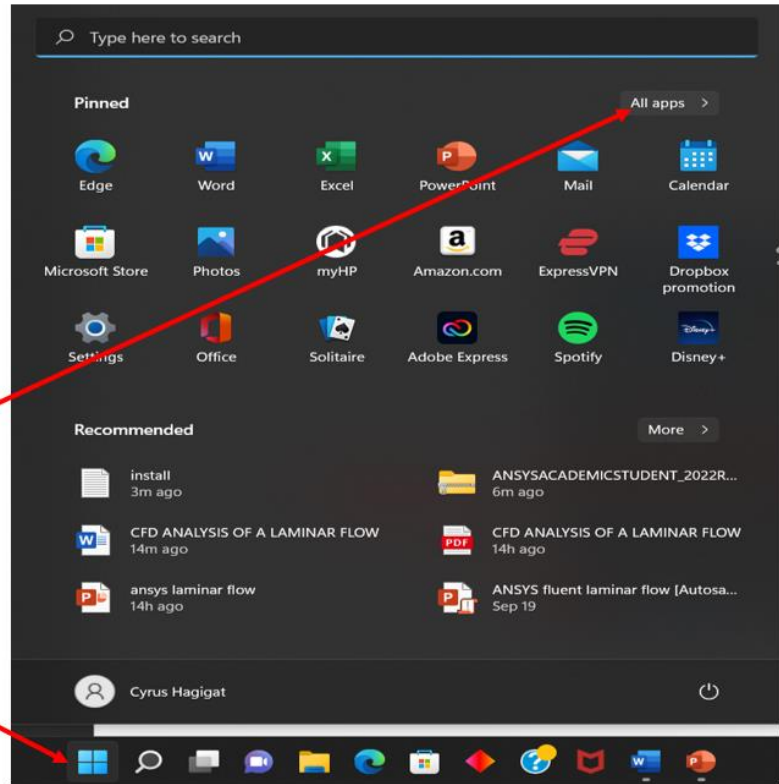 Type here to search
Pinned
All apps >
Edge
Word
Excel
PowerPoint
Mail
Calendar
Microsoft Store
Photos
myHP
Amazon.com
ExpressVPN
Dropbox
promotion
Settings
Office
Solitaire
Adobe Express
Spotify
Disney+
Recommended
More >
install
3m ago
ANSYSACADEMICSTUDENT_2022R...
6m ago
CFD ANALYSIS OF A LAMINAR FLOW
14m ago
CFD ANALYSIS OF A LAMINAR FLOW
14h ago
ansys laminar flow
14h ago
ANSYS fluent laminar flow [Autosa...
Sep 19
Cyrus Hagigat